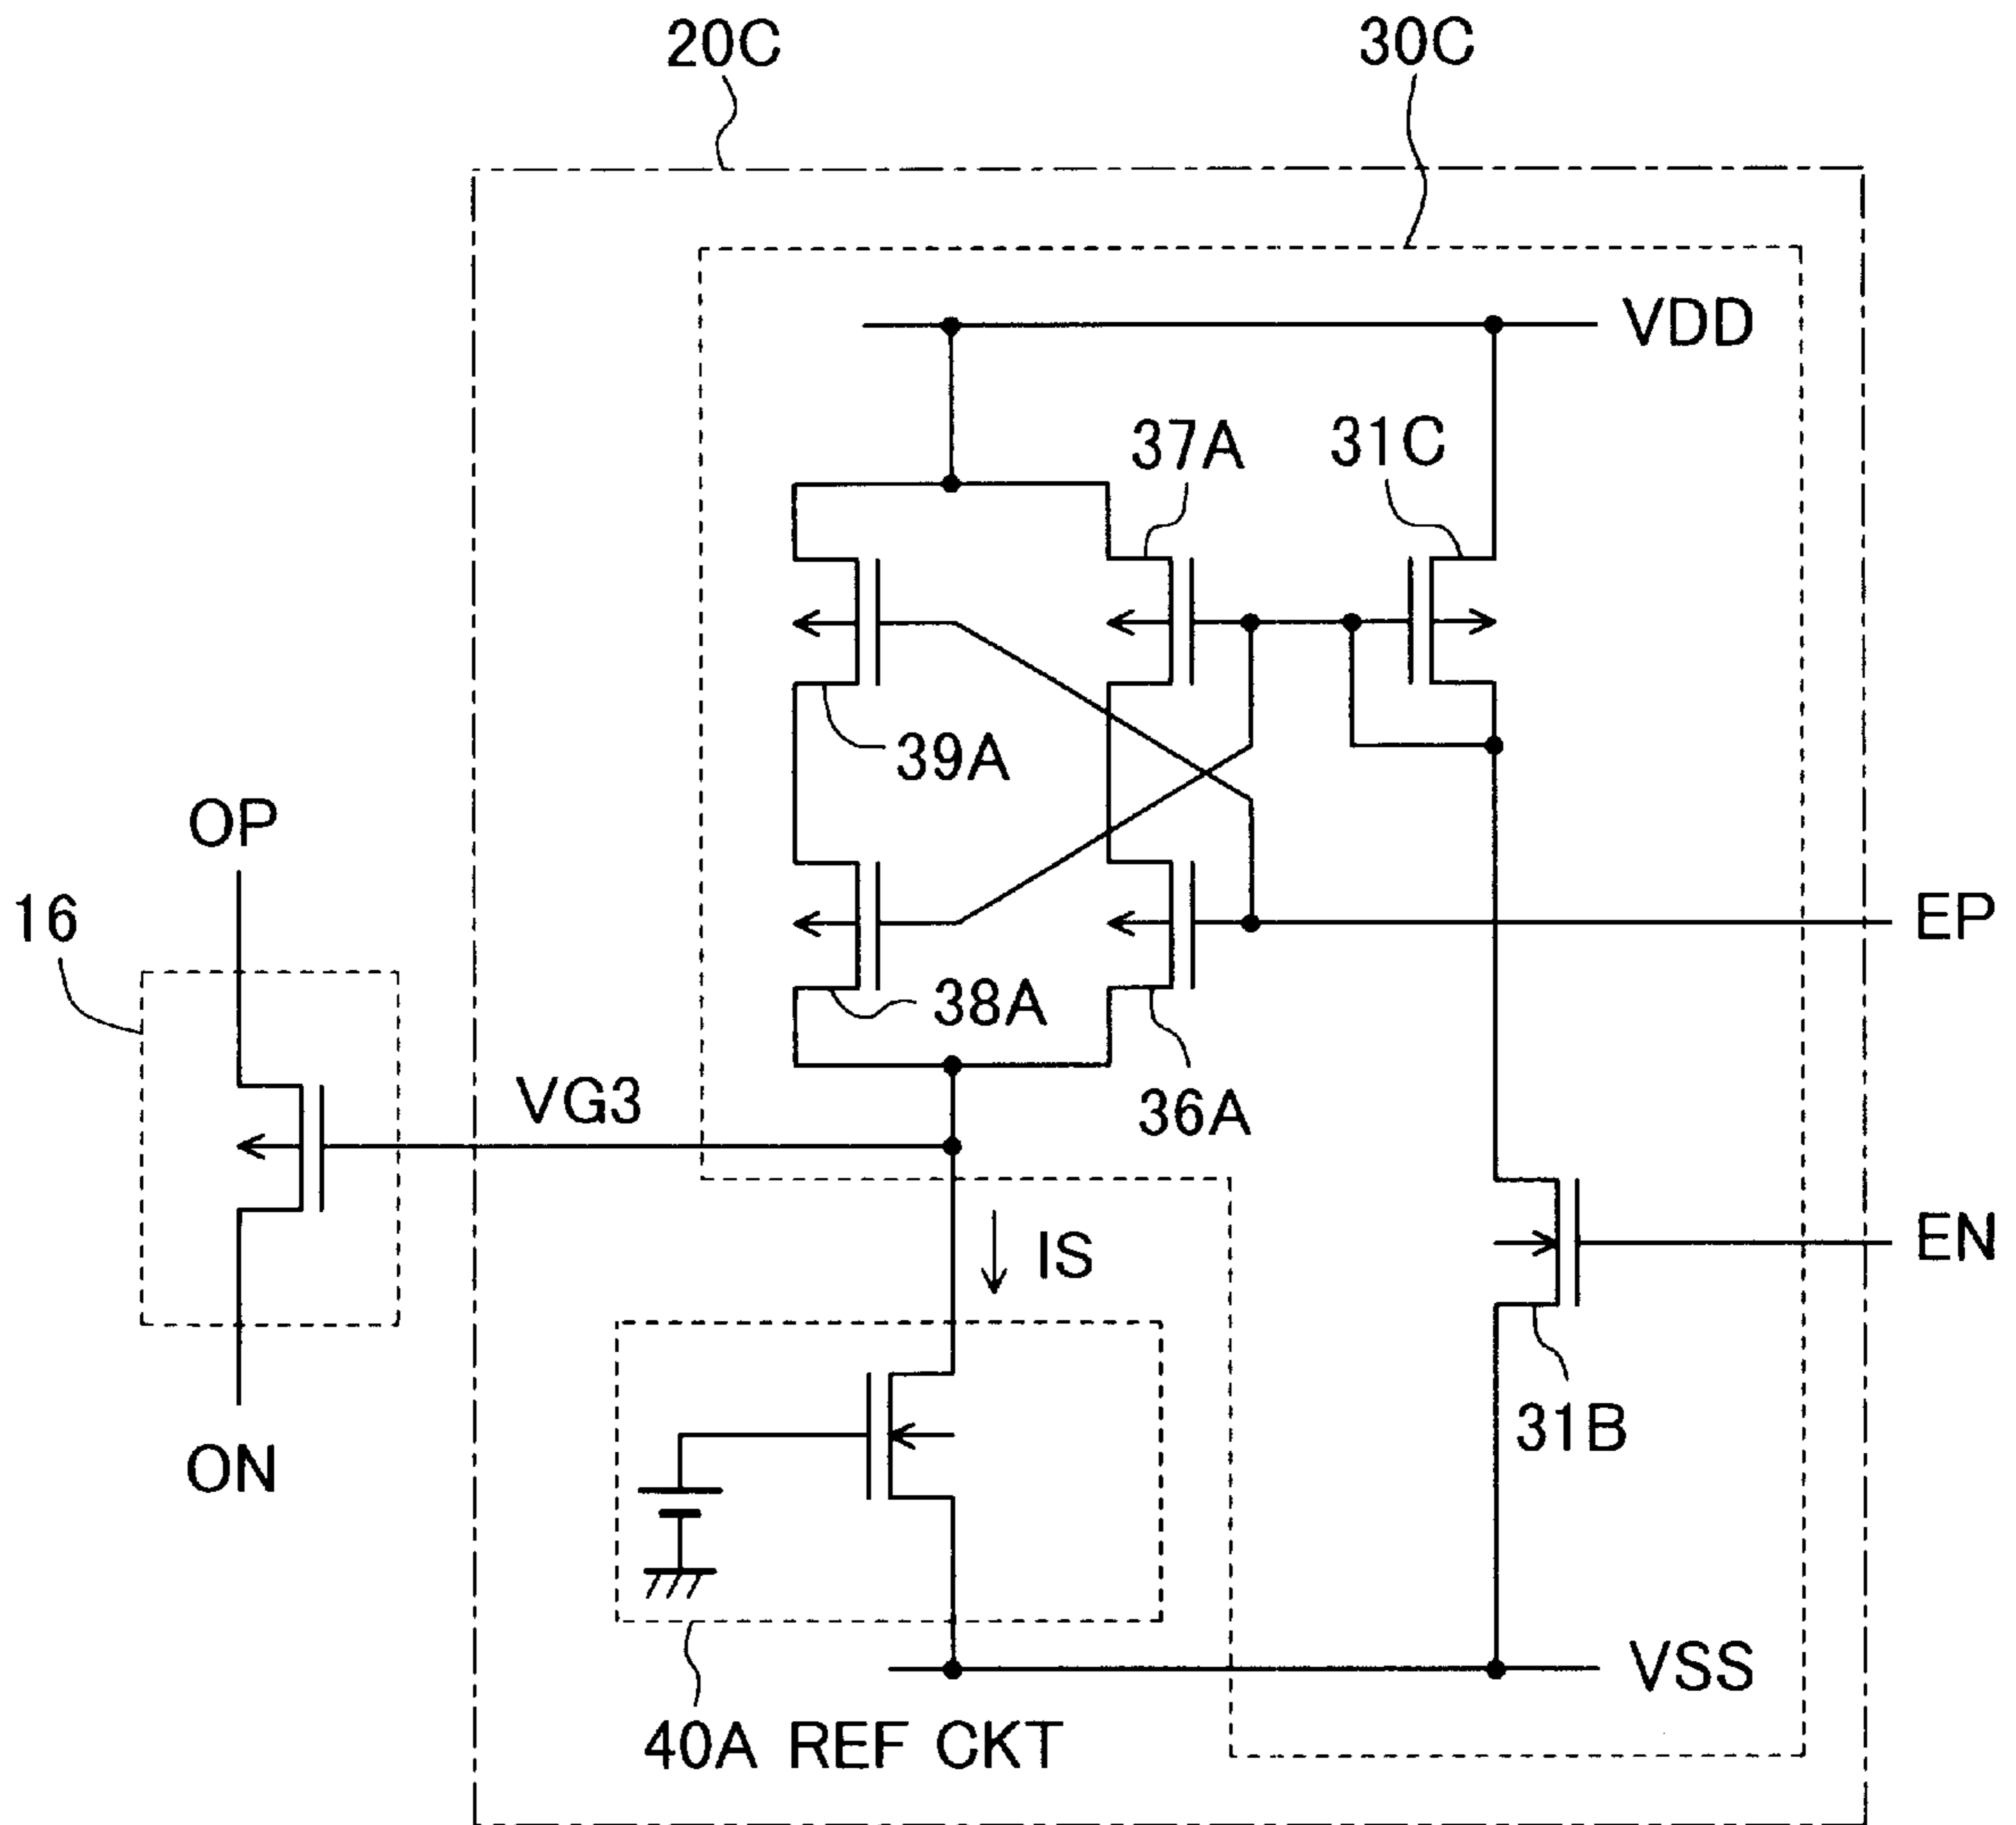 20C
30C
VDD
37A
31C
39A
OP
16
EP
38A
VG3
36A
EN
IS
31B
ON
VSS
40A REF CKT